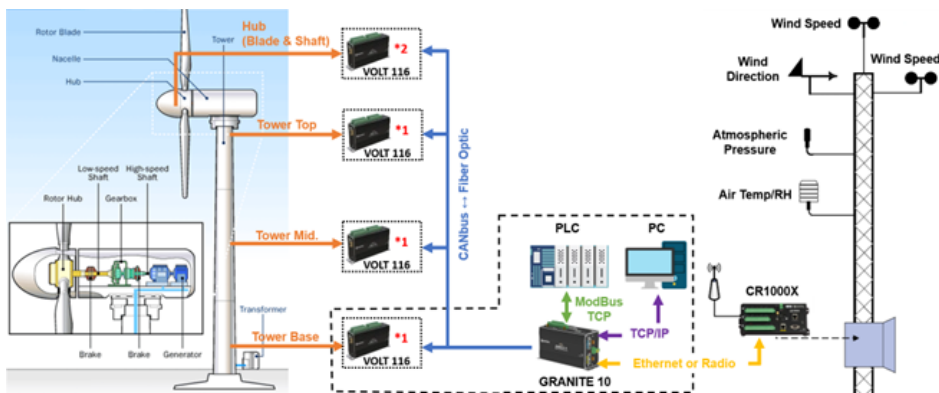 Rotor Blade
Nacelle
Hub
Tower
Hub
(Blade & Shaft)
*2
VOLT 116
Tower Top
*1
VOLT 116
Tower Mid.
*1
VOLT 116
Tower Base
*1
VOLT 116
CANbus ↔ Fiber Optic
Low-speed
Shaft
High-speed
Shaft
Rotor Hub
Gearbox
Brake
Brake
Generator
Transformer
PLC
PC
ModBus
TCP
TCP/IP
GRANITE 10
Ethernet or Radio
CR1000X
Wind Speed
Wind
Direction
Wind Speed
Atmospheric
Pressure
Air Temp/RH